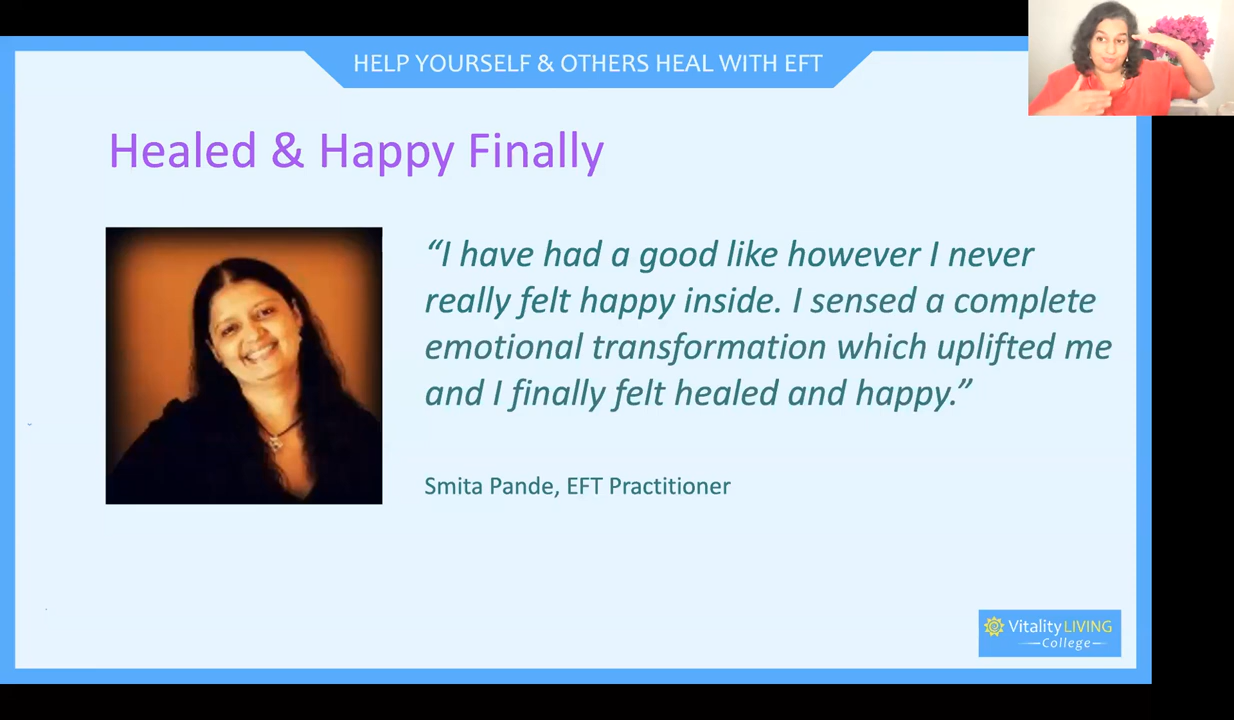 HELP YOURSELF & OTHERS HEAL WITH EFT
Healed & Happy Finally
“I have had a good like however I never
really felt happy inside. I sensed a complete
emotional transformation which uplifted me
and I finally felt healed and happy.”
Smita Pande, EFT Practitioner
Vitality LIVING
College